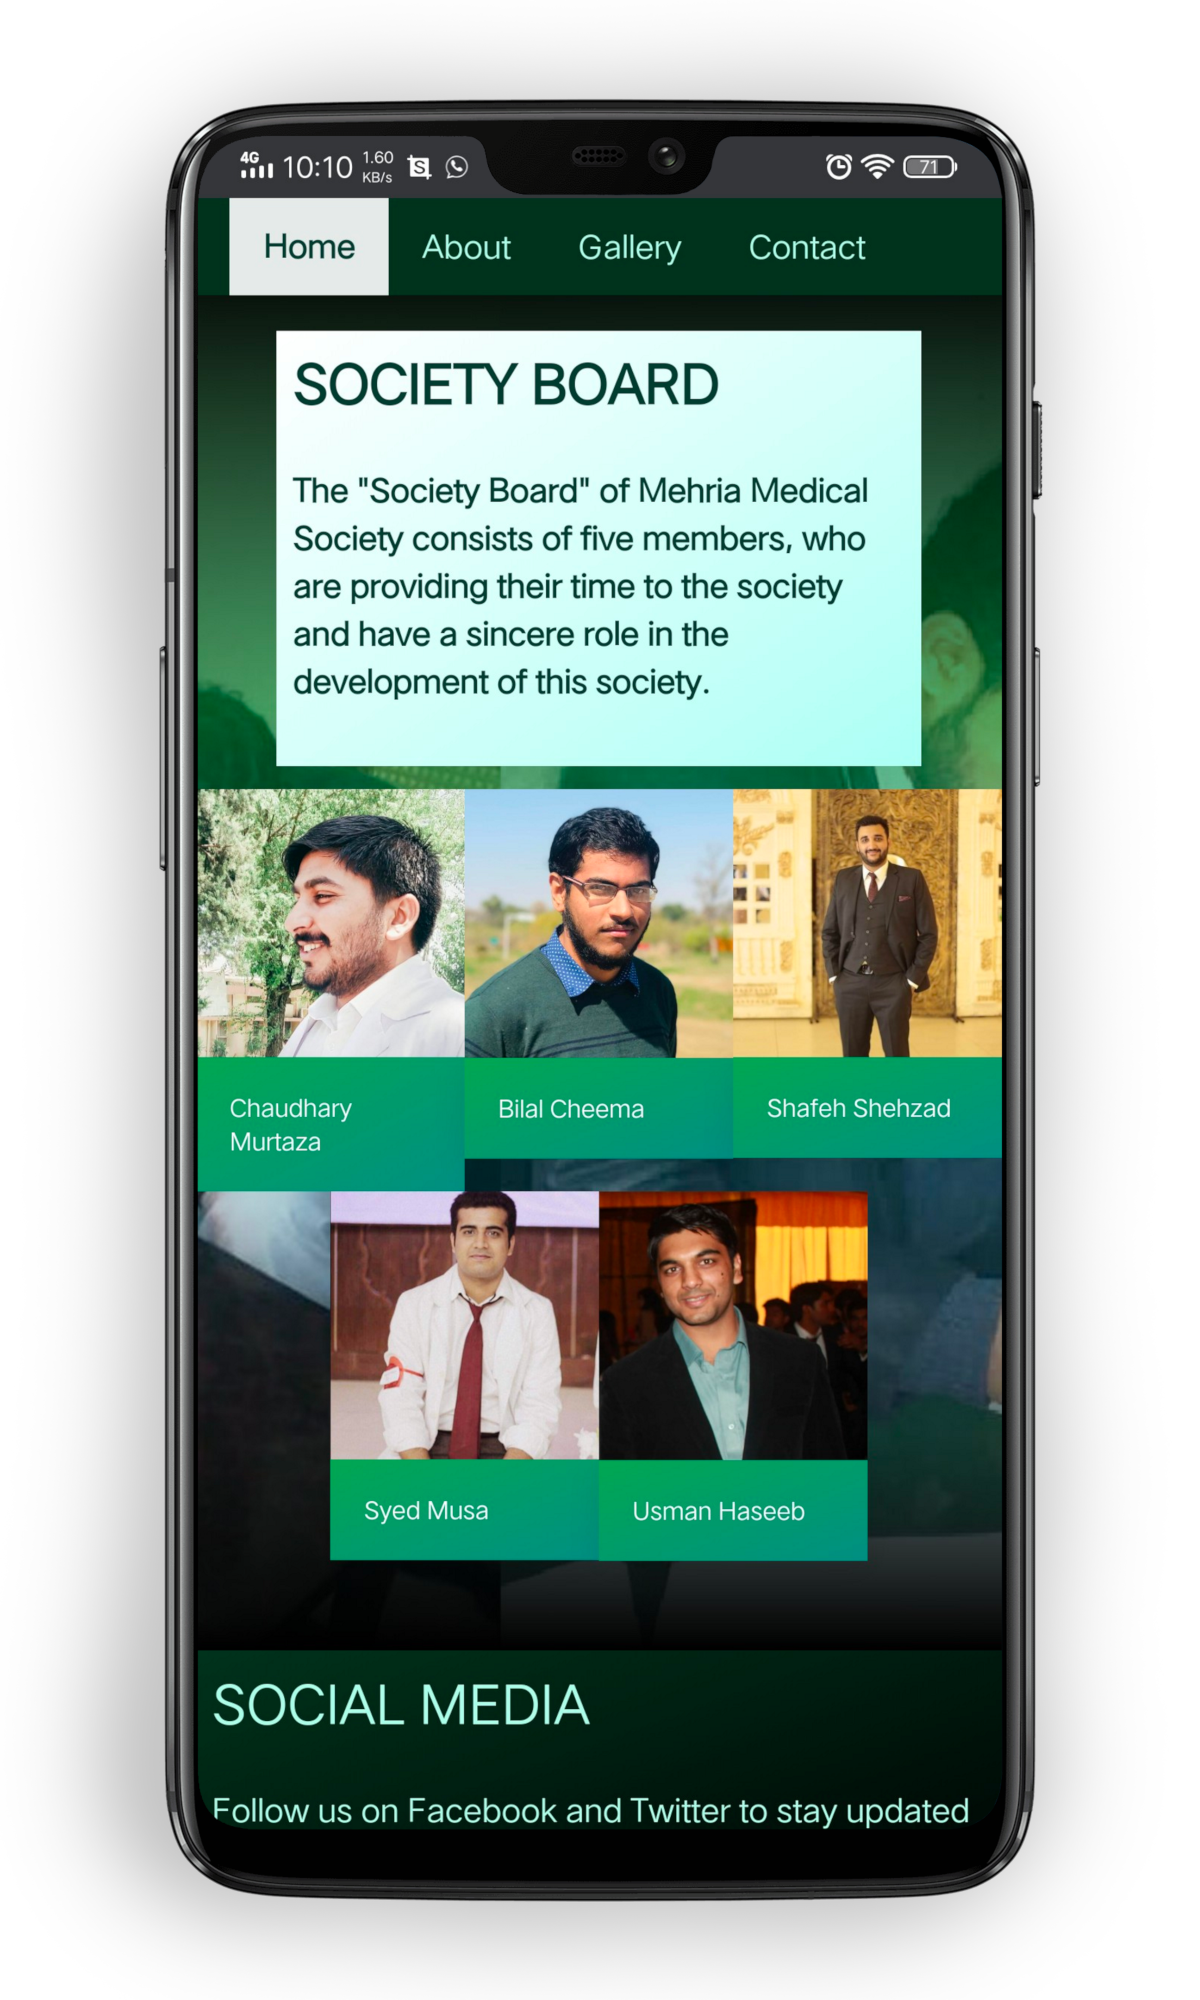 4G 10:10 1.60 KB/s 71
Home About Gallery Contact
SOCIETY BOARD
The "Society Board" of Mehria Medical
Society consists of five members, who
are providing their time to the society
and have a sincere role in the
development of this society.
Chaudhary
Murtaza
Bilal Cheema
Shafeh Shehzad
Syed Musa
Usman Haseeb
SOCIAL MEDIA
Follow us on Facebook and Twitter to stay updated